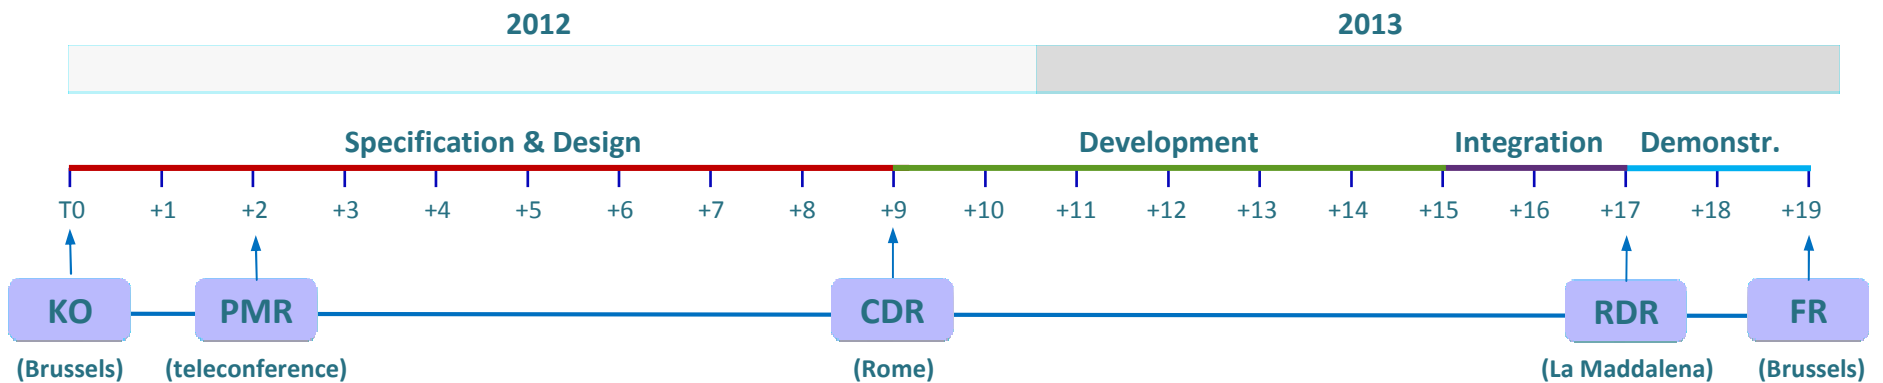 2012 2013
Specification & Design Development Integration Demonstr.
T0 +1 +2 +3 +4 +5 +6 +7 +8 +9 +10 +11 +12 +13 +14 +15 +16 +17 +18 +19
KO PMR CDR RDR FR
(Brussels) (teleconference) (Rome) (La Maddalena) (Brussels)